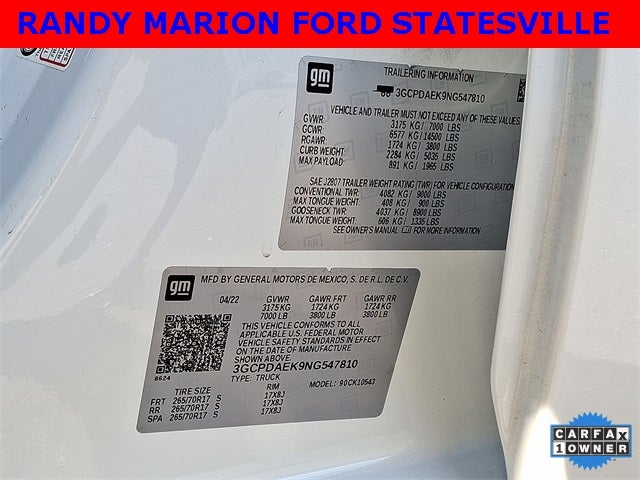 RANDY MARION FORD STATESVILLE
gm
TRAILERING INFORMATION
3GCPDAEK9NG547810
VEHICLE AND TRAILER MUST NOT EXCEED ANY OF THESE VALUES
GVWR: 3175 KG / 7000 LBS
GCWR: 6577 KG / 14500 LBS
RGAWR: 1724 KG / 3800 LBS
CURB WEIGHT: 2284 KG / 5035 LBS
MAX PAYLOAD: 891 KG / 1965 LBS
SAE J2807 TRAILER WEIGHT RATING (TWR) FOR VEHICLE CONFIGURATION
CONVENTIONAL TWR: 4082 KG / 9000 LBS
MAX TONGUE WEIGHT: 408 KG / 900 LBS
GOOSENECK TWR: 4037 KG / 8900 LBS
MAX TONGUE WEIGHT: 606 KG / 1335 LBS
SEE OWNER'S MANUAL FOR MORE INFORMATION
gm
MFD BY GENERAL MOTORS DE MEXICO, S. DE R.L. DE C.V.
04/22 GVWR GAWR FRT GAWR RR
3175 KG 1724 KG 1724 KG
7000 LB 3800 LB 3800 LB
THIS VEHICLE CONFORMS TO ALL
APPLICABLE U.S. FEDERAL MOTOR
VEHICLE SAFETY STANDARDS IN EFFECT
ON THE DATE OF MANUFACTURE
SHOWN ABOVE.
3GCPDAEK9NG547810
8624
TYPE: TRUCK MODEL: 90CK10543
TIRE SIZE RIM
FRT 265/70R17 S 17X8J
RR 265/70R17 S 17X8J
SPA 265/70R17 S 17X8J
CARFAX
1 OWNER